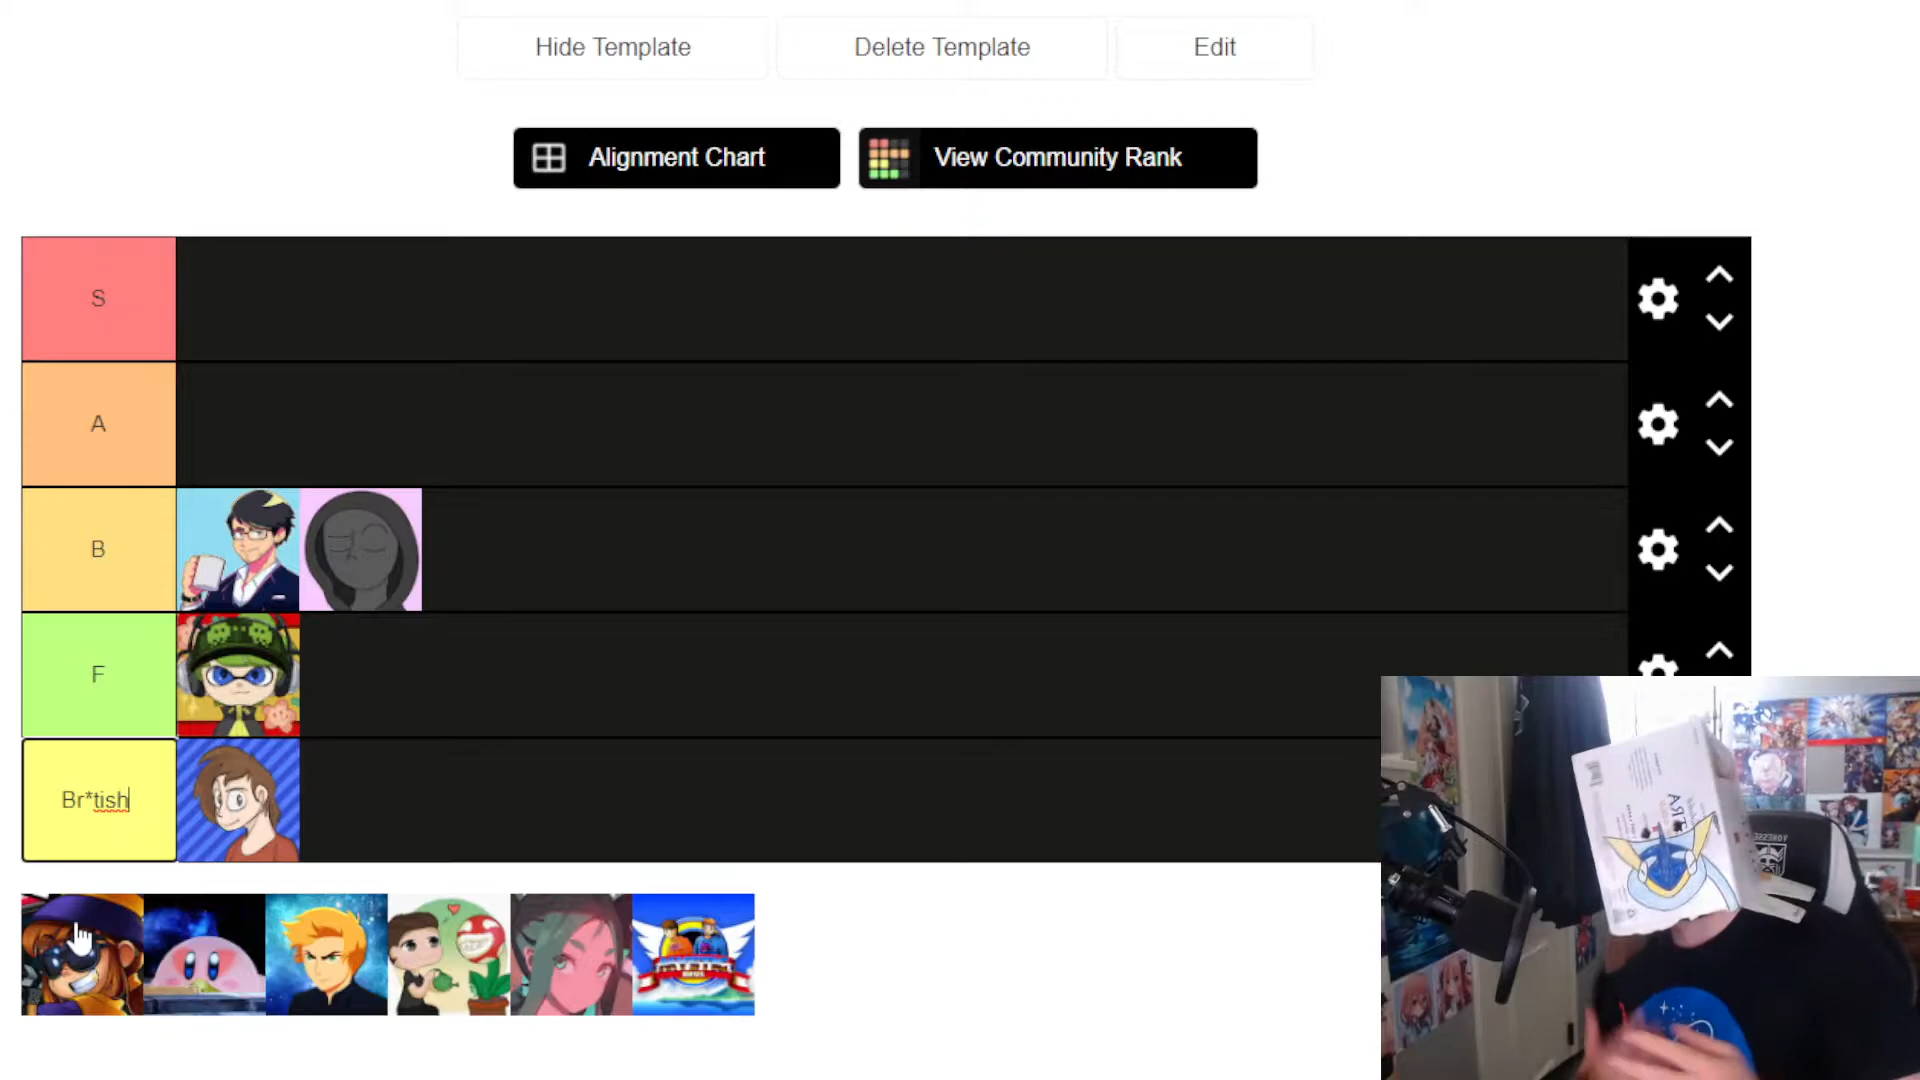 Hide Template
Delete Template
Edit
Alignment Chart
View Community Rank
S
A
B
F
Br*tish